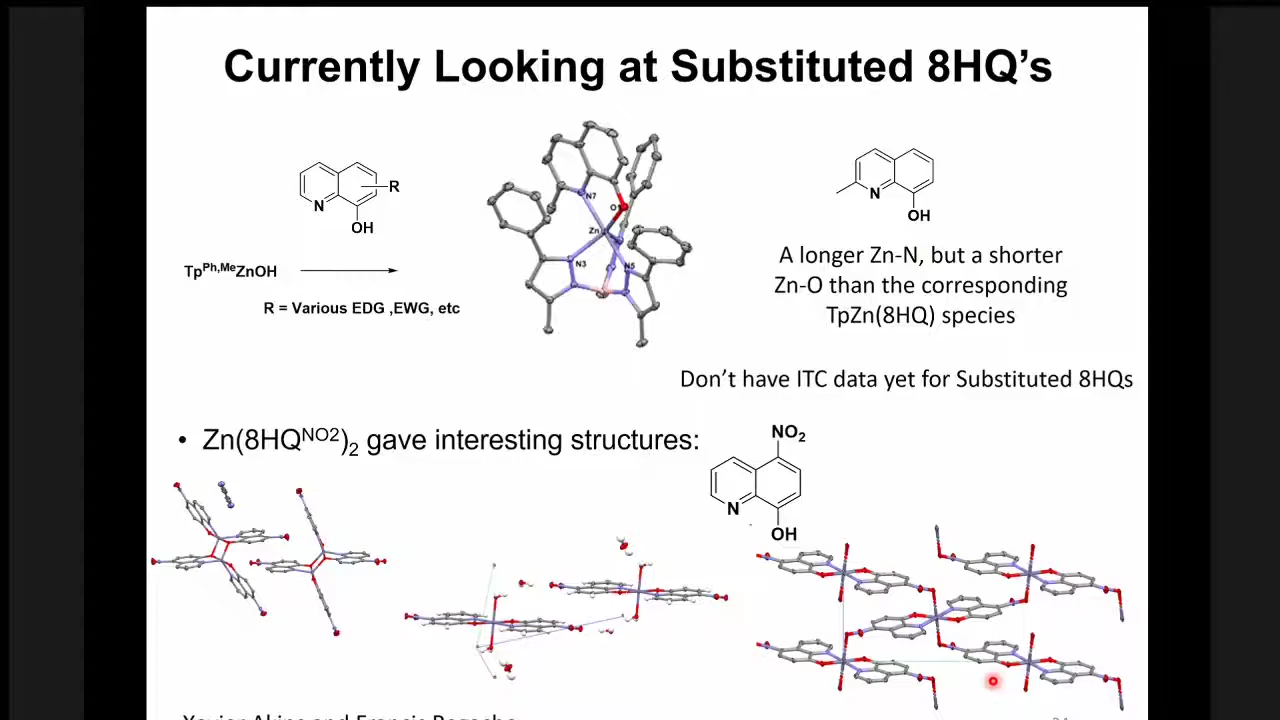 Currently Looking at Substituted 8HQ's
R
N
OH
Tp^Ph,Me ZnOH
R = Various EDG ,EWG, etc
N7
O1
Zn
N3
N5
N
OH
A longer Zn-N, but a shorter
Zn-O than the corresponding
TpZn(8HQ) species
Don't have ITC data yet for Substituted 8HQs
• Zn(8HQ^NO2)₂ gave interesting structures:
NO₂
N
OH